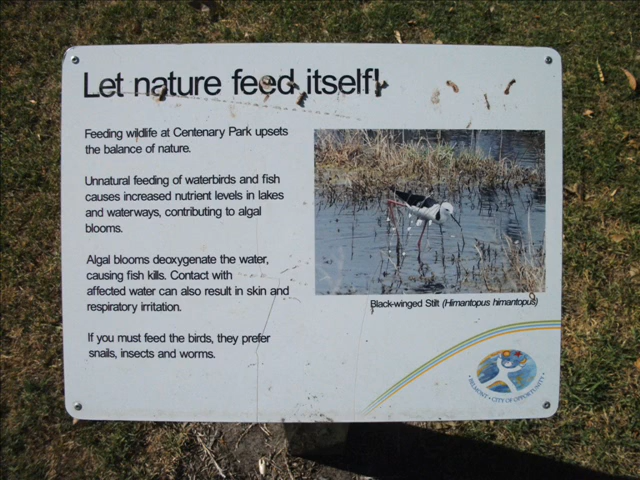 Let nature feed itself!
Feeding wildlife at Centenary Park upsets
the balance of nature.
Unnatural feeding of waterbirds and fish
causes increased nutrient levels in lakes
and waterways, contributing to algal
blooms.
Algal blooms deoxygenate the water,
causing fish kills. Contact with
affected water can also result in skin and
respiratory irritation.
If you must feed the birds, they prefer
snails, insects and worms.
Black-winged Stilt (Himantopus himantopus)
• BELMONT • CITY OF OPPORTUNITY •